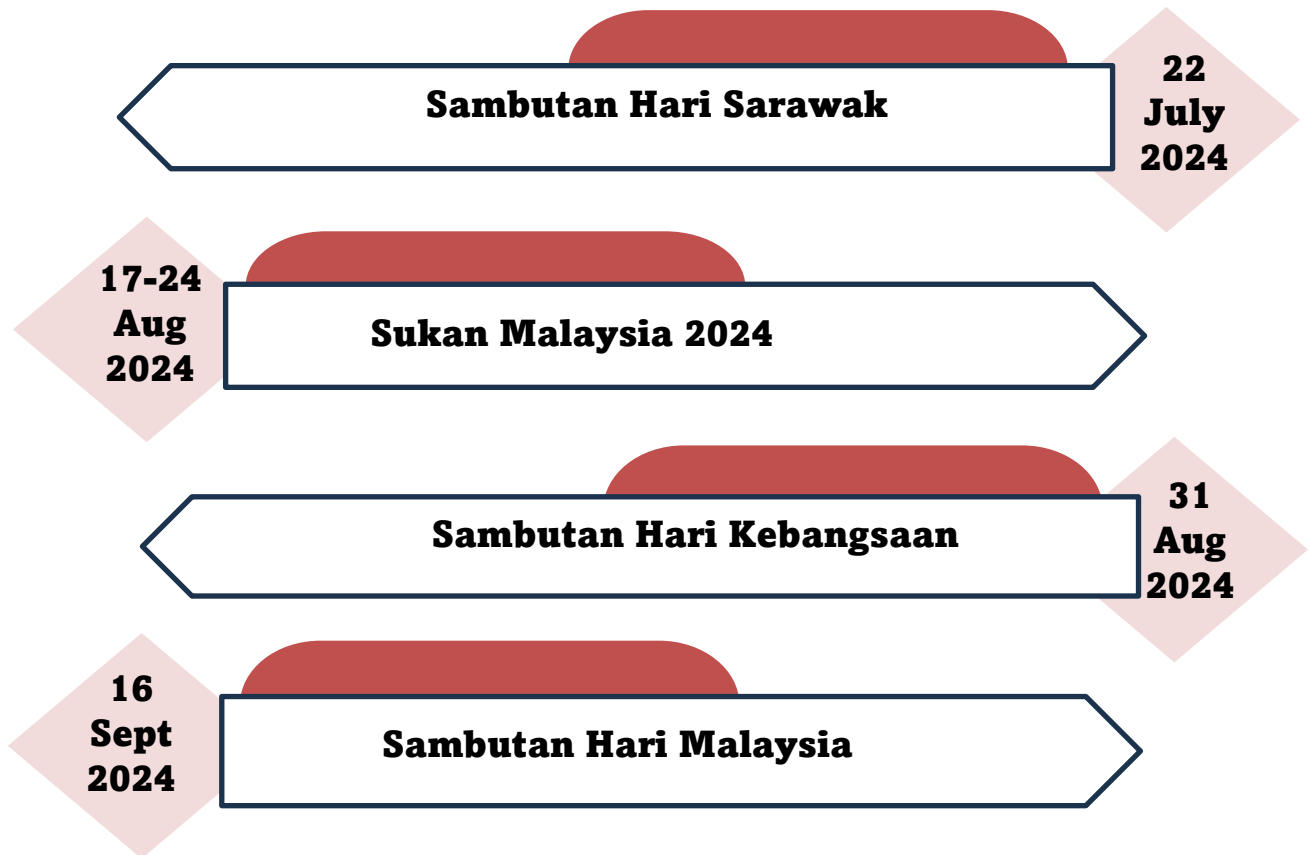 Sambutan Hari Sarawak
22
July
2024
17-24
Aug
2024
Sukan Malaysia 2024
Sambutan Hari Kebangsaan
31
Aug
2024
16
Sept
2024
Sambutan Hari Malaysia